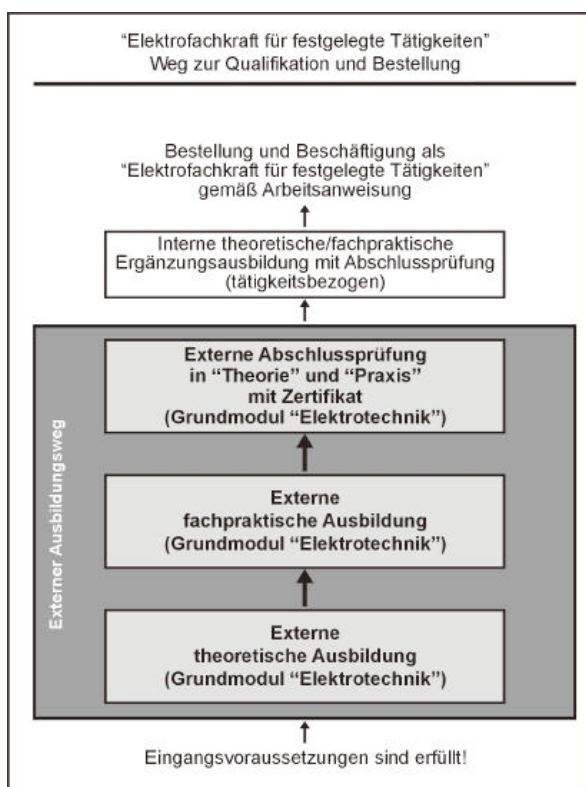 “Elektrofachkraft für festgelegte Tätigkeiten”
Weg zur Qualifikation und Bestellung
Bestellung und Beschäftigung als
“Elektrofachkraft für festgelegte Tätigkeiten”
gemäß Arbeitsanweisung
Interne theoretische/fachpraktische
Ergänzungsausbildung mit Abschlussprüfung
(tätigkeitsbezogen)
Externer Ausbildungsweg
Externe Abschlussprüfung
in “Theorie” und “Praxis”
mit Zertifikat
(Grundmodul “Elektrotechnik”)
Externe
fachpraktische Ausbildung
(Grundmodul “Elektrotechnik”)
Externe
theoretische Ausbildung
(Grundmodul “Elektrotechnik”)
Eingangsvoraussetzungen sind erfüllt!